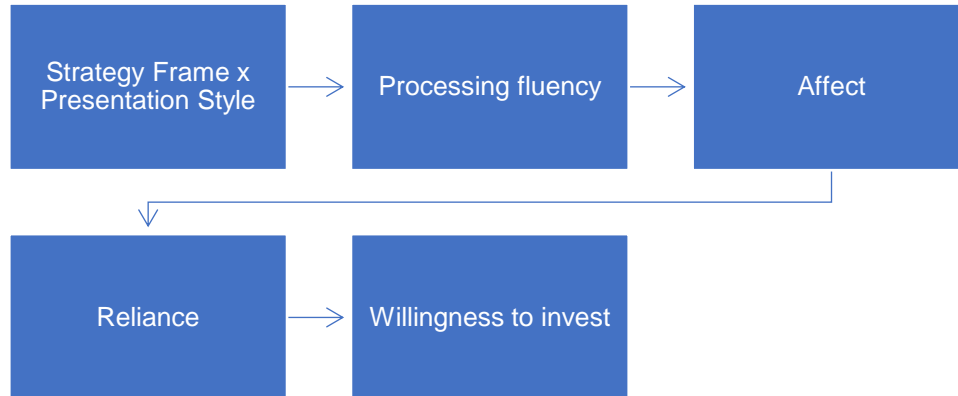 Strategy Frame x
Presentation Style
Processing fluency
Affect
Reliance
Willingness to invest